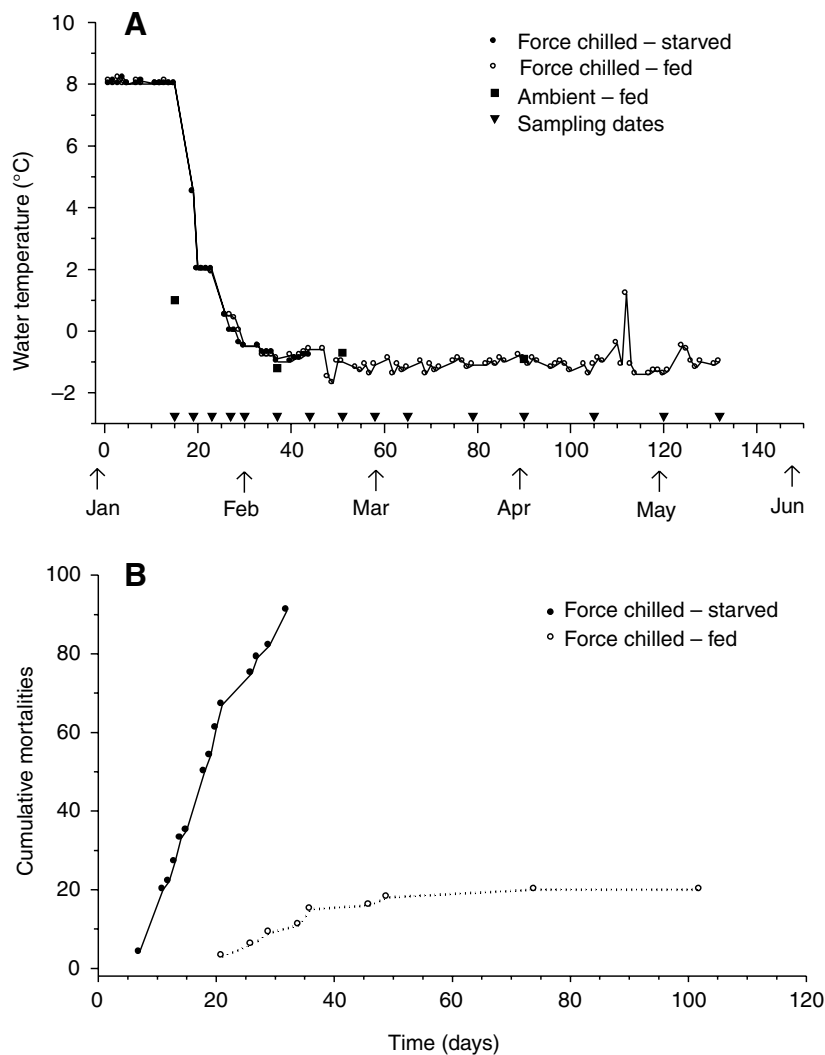 A
10
8
6
4
2
0
–2
Water temperature (°C)
Force chilled – starved
Force chilled – fed
Ambient – fed
Sampling dates
0 20 40 60 80 100 120 140
Jan Feb Mar Apr May Jun
B
100
80
60
40
20
0
Cumulative mortalities
Force chilled – starved
Force chilled – fed
0 20 40 60 80 100 120
Time (days)